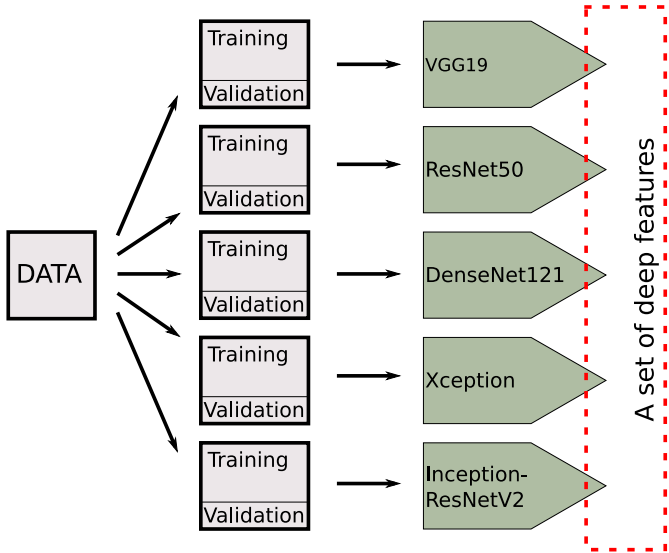 Training
Validation
VGG19
Training
Validation
ResNet50
DATA
Training
Validation
DenseNet121
Training
Validation
Xception
Training
Validation
Inception-
ResNetV2
A set of deep features